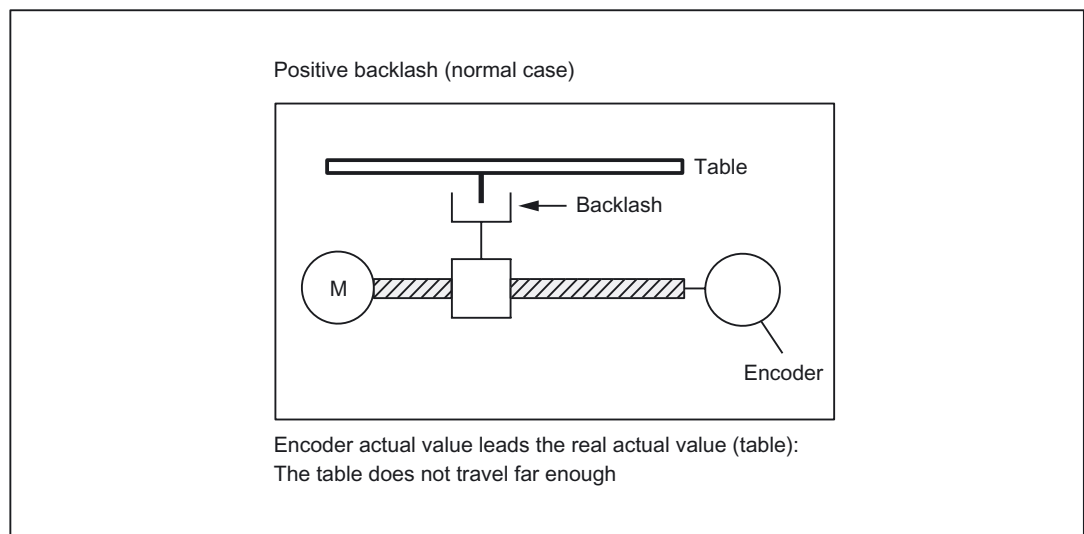 Positive backlash (normal case)
Table
Backlash
M
Encoder
Encoder actual value leads the real actual value (table):
The table does not travel far enough